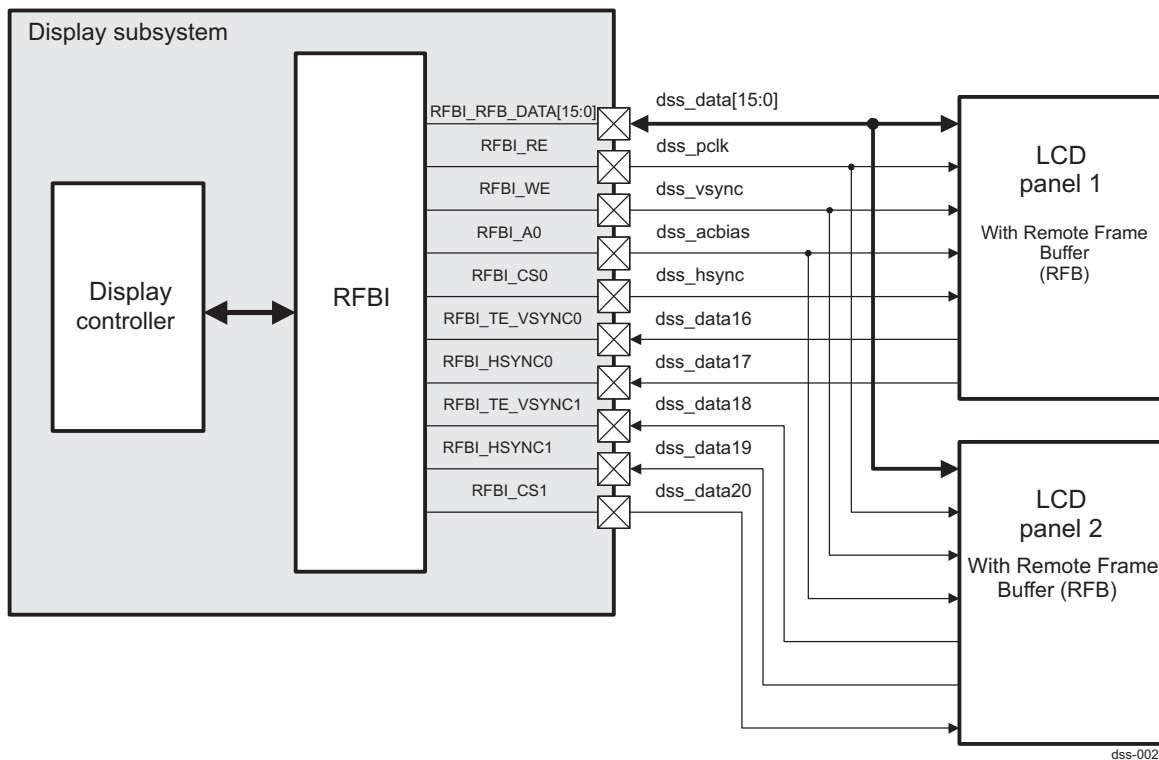 Display subsystem
Display
controller
RFBI
RFBI_RFB_DATA[15:0]
RFBI_RE
RFBI_WE
RFBI_A0
RFBI_CS0
RFBI_TE_VSYNC0
RFBI_HSYNC0
RFBI_TE_VSYNC1
RFBI_HSYNC1
RFBI_CS1
dss_data[15:0]
dss_pclk
dss_vsync
dss_acbias
dss_hsync
dss_data16
dss_data17
dss_data18
dss_data19
dss_data20
LCD
panel 1
With Remote Frame
Buffer
(RFB)
LCD
panel 2
With Remote Frame
Buffer (RFB)
dss-002